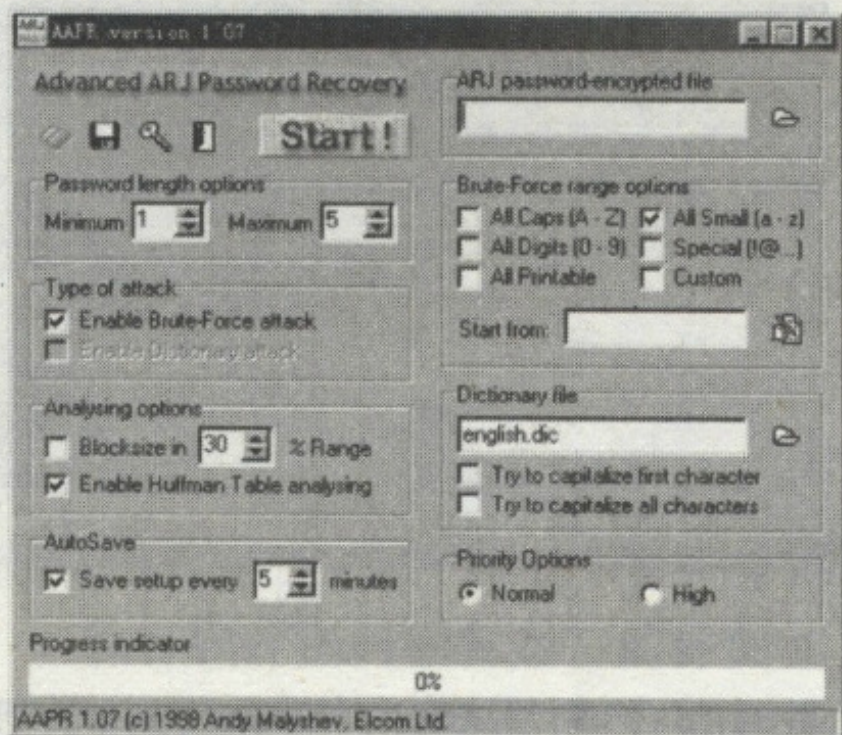 AAPR version 1.07
Advanced ARJ Password Recovery
Start!
Password length options
Minimum 1 Maximum 5
Type of attack
Enable Brute-Force attack
Enable Dictionary attack
Analysing options
Blocksize in 30 % Range
Enable Huffman Table analysing
AutoSave
Save setup every 5 minutes
ARJ password-encrypted file
Brute-Force range options
All Caps (A - Z) All Small (a - z)
All Digits (0 - 9) Special (!@...)
All Printable Custom
Start from:
Dictionary file
english.dic
Try to capitalize first character
Try to capitalize all characters
Priority Options
Normal High
Progress indicator
0%
AAPR 1.07 (c) 1998 Andy Malyshev, Elcom Ltd.